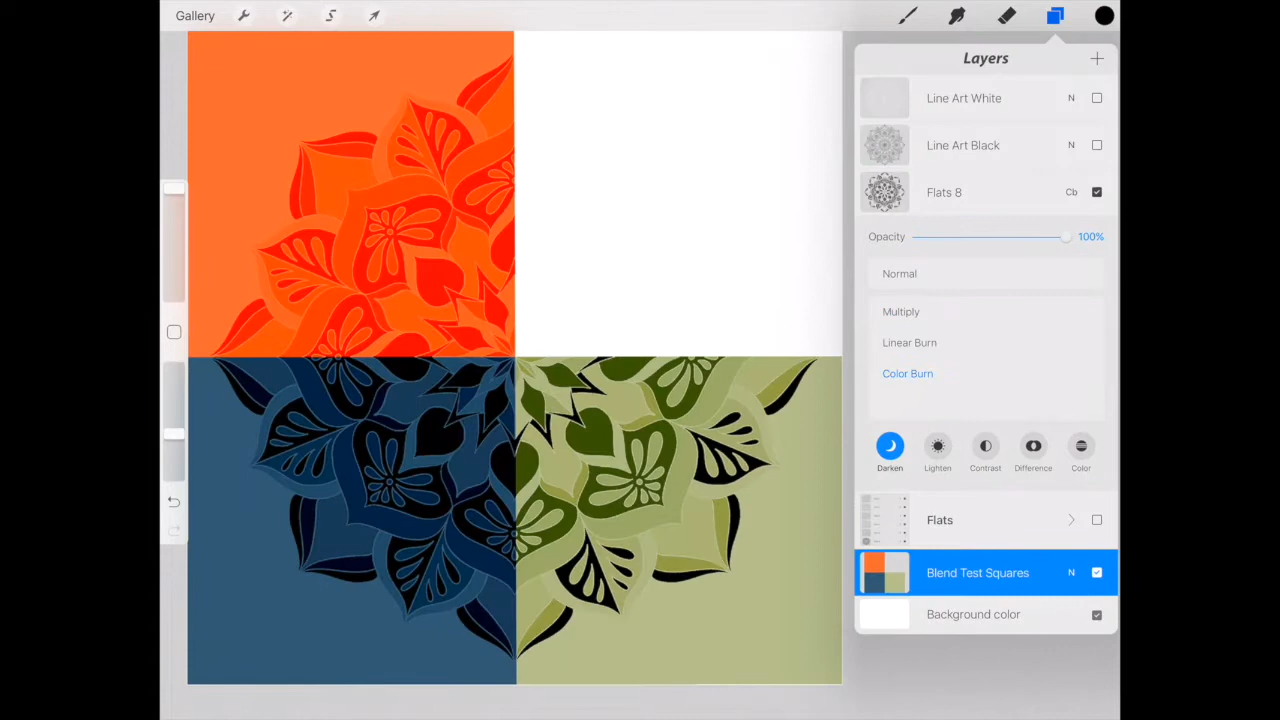 Gallery
Layers
Line Art White N
Line Art Black N
Flats 8 Cb
Opacity 100%
Normal
Multiply
Linear Burn
Color Burn
Darken Lighten Contrast Difference Color
Flats
Blend Test Squares N
Background color